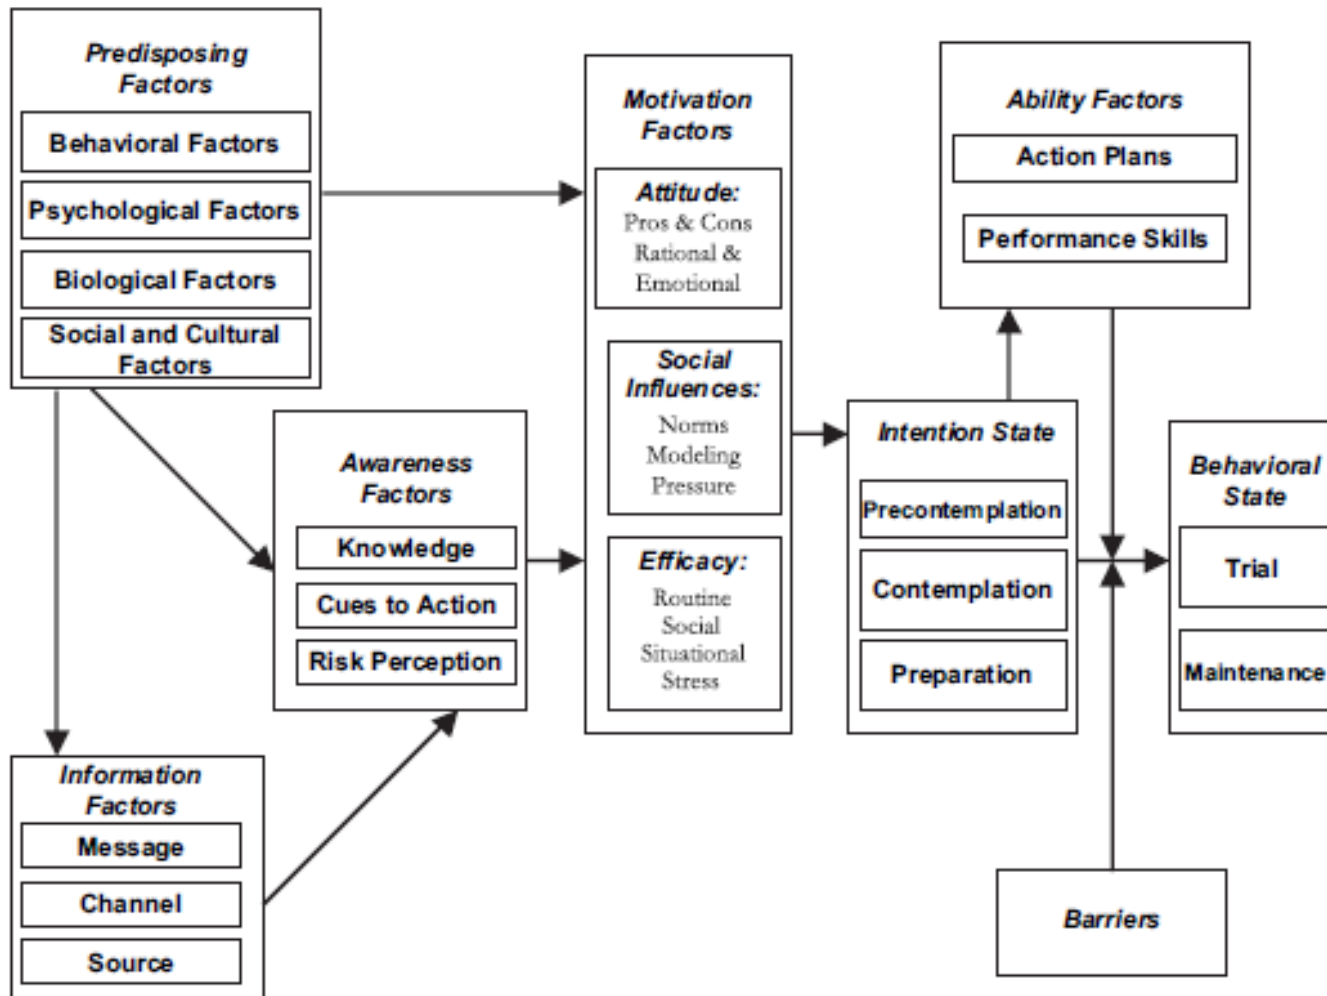 Predisposing
Factors
Behavioral Factors
Psychological Factors
Biological Factors
Social and Cultural
Factors
Information
Factors
Message
Channel
Source
Awareness
Factors
Knowledge
Cues to Action
Risk Perception
Motivation
Factors
Attitude:
Pros & Cons
Rational &
Emotional
Social
Influences:
Norms
Modeling
Pressure
Efficacy:
Routine
Social
Situational
Stress
Intention State
Precontemplation
Contemplation
Preparation
Ability Factors
Action Plans
Performance Skills
Barriers
Behavioral
State
Trial
Maintenance